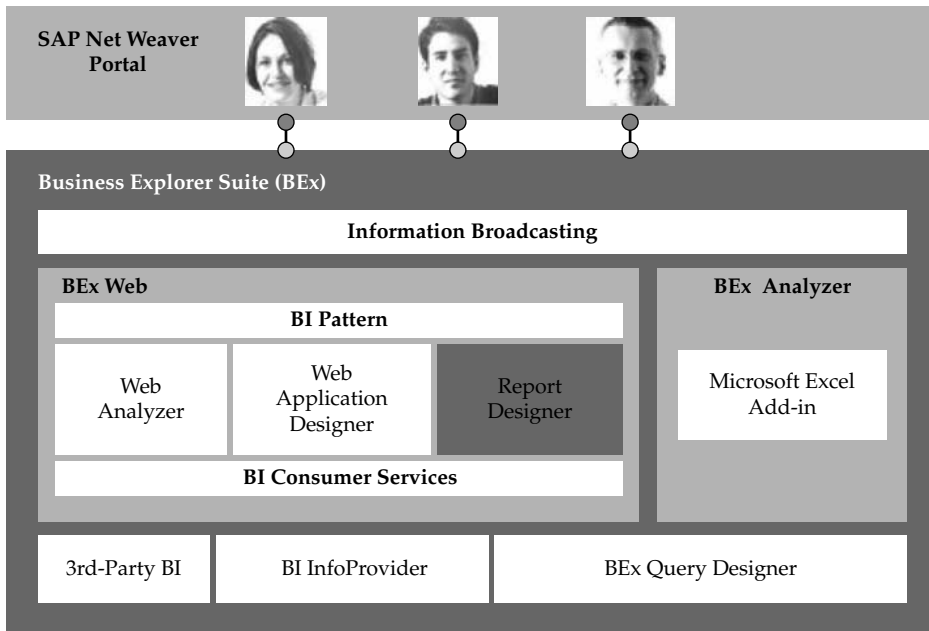 SAP Net Weaver
Portal
Business Explorer Suite (BEx)
Information Broadcasting
BEx Web
BI Pattern
Web
Analyzer
Web
Application
Designer
Report
Designer
BI Consumer Services
BEx Analyzer
Microsoft Excel
Add-in
3rd-Party BI
BI InfoProvider
BEx Query Designer